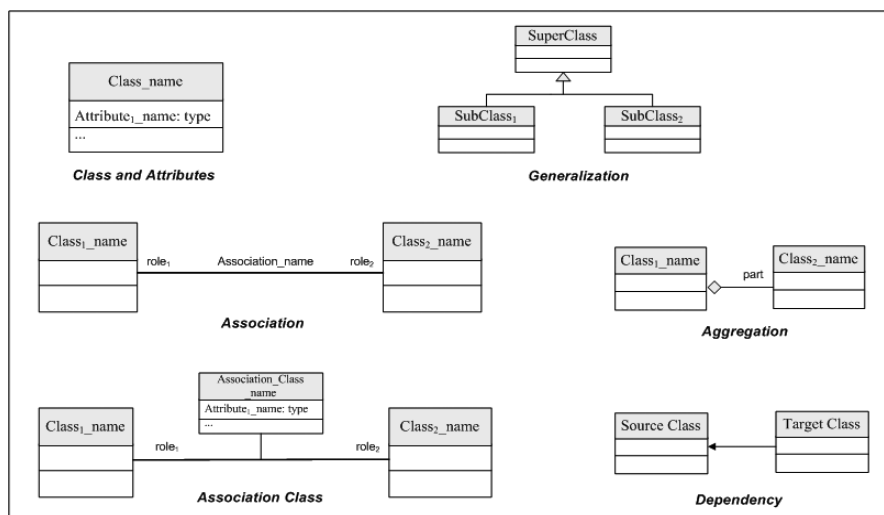 Class_name
Attribute₁_name: type
...
Class and Attributes
SuperClass
SubClass₁
SubClass₂
Generalization
Class₁_name
Class₂_name
role₁
Association_name
role₂
Association
Class₁_name
Class₂_name
part
Aggregation
Association_Class
_name
Attribute₁_name: type
...
Class₁_name
Class₂_name
role₁
role₂
Association Class
Source Class
Target Class
Dependency